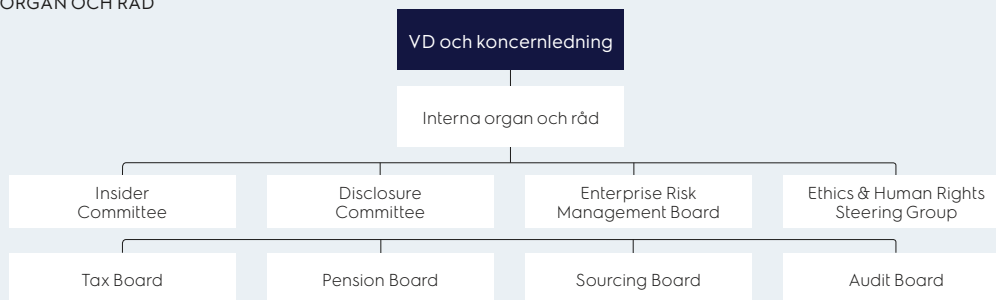 ORGAN OCH RÅD
VD och koncernledning
Interna organ och råd
Insider
Committee
Disclosure
Committee
Enterprise Risk
Management Board
Ethics & Human Rights
Steering Group
Tax Board
Pension Board
Sourcing Board
Audit Board